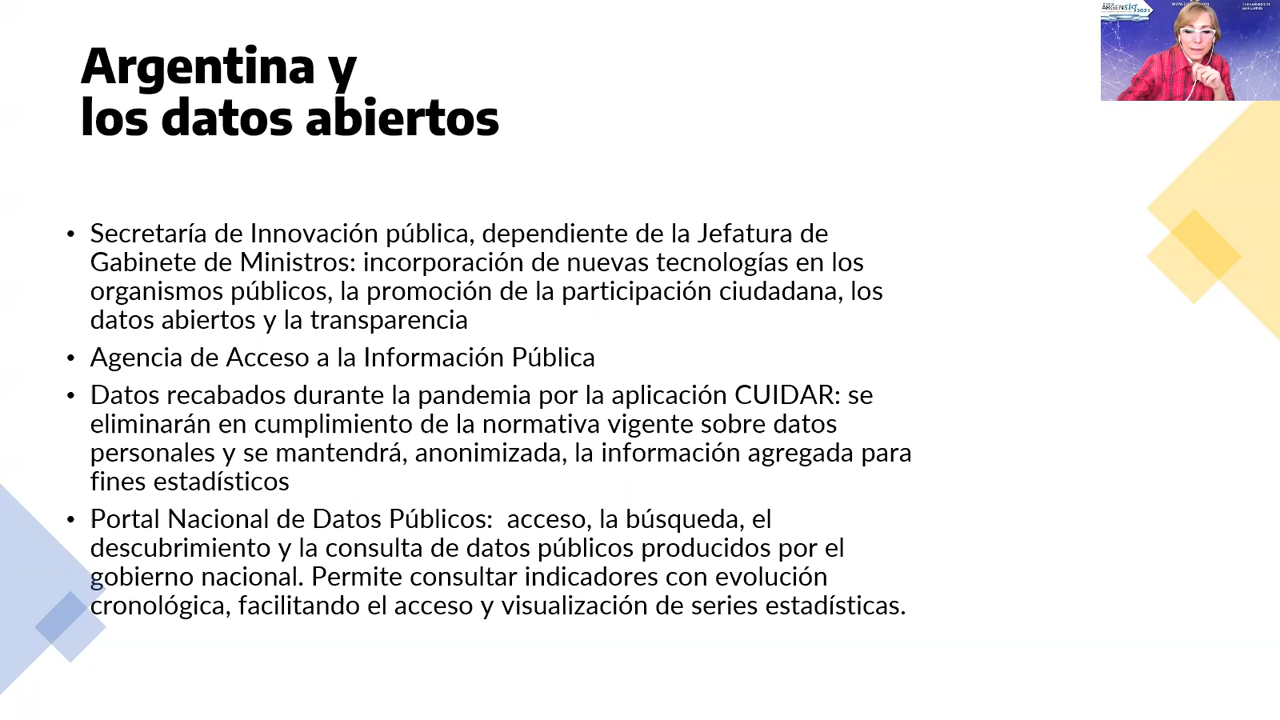 Argentina y
los datos abiertos
• Secretaría de Innovación pública, dependiente de la Jefatura de
Gabinete de Ministros: incorporación de nuevas tecnologías en los
organismos públicos, la promoción de la participación ciudadana, los
datos abiertos y la transparencia
• Agencia de Acceso a la Información Pública
• Datos recabados durante la pandemia por la aplicación CUIDAR: se
eliminarán en cumplimiento de la normativa vigente sobre datos
personales y se mantendrá, anonimizada, la información agregada para
fines estadísticos
• Portal Nacional de Datos Públicos:  acceso, la búsqueda, el
descubrimiento y la consulta de datos públicos producidos por el
gobierno nacional. Permite consultar indicadores con evolución
cronológica, facilitando el acceso y visualización de series estadísticas.